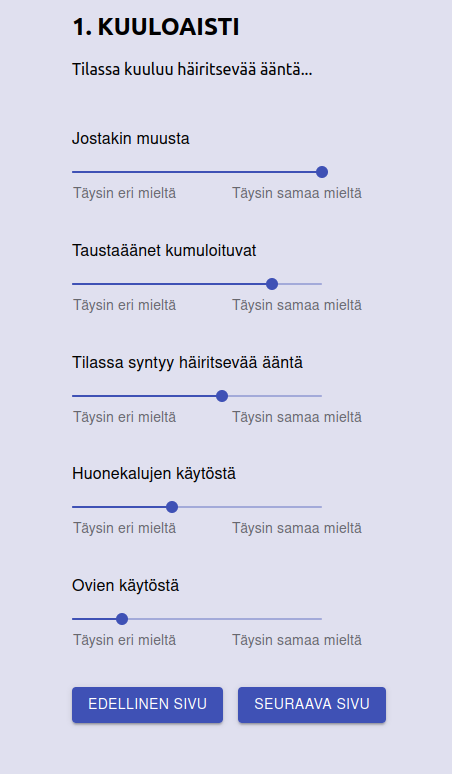 1. KUULOAISTI
Tilassa kuuluu häiritsevää ääntä...
Jostakin muusta
Täysin eri mieltä Täysin samaa mieltä
Taustaäänet kumuloituvat
Täysin eri mieltä Täysin samaa mieltä
Tilassa syntyy häiritsevää ääntä
Täysin eri mieltä Täysin samaa mieltä
Huonekalujen käytöstä
Täysin eri mieltä Täysin samaa mieltä
Ovien käytöstä
Täysin eri mieltä Täysin samaa mieltä
EDELLINEN SIVU SEURAAVA SIVU